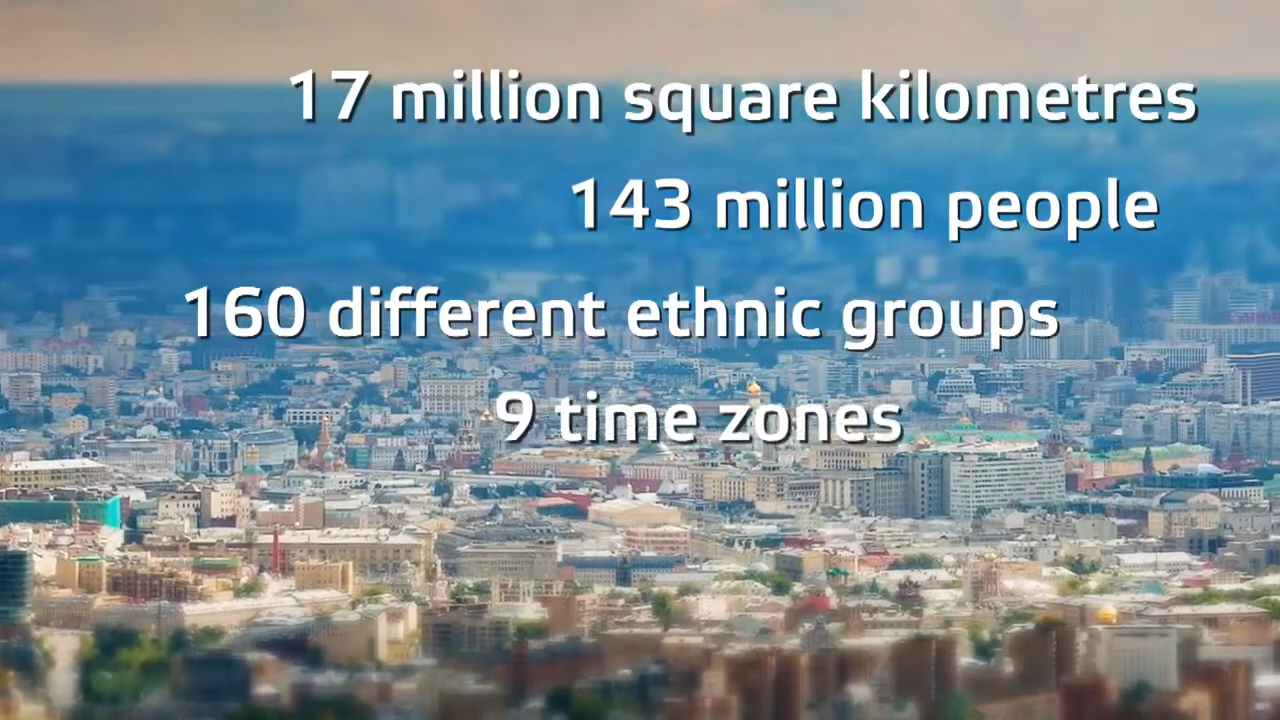 17 million square kilometres
143 million people
160 different ethnic groups
9 time zones